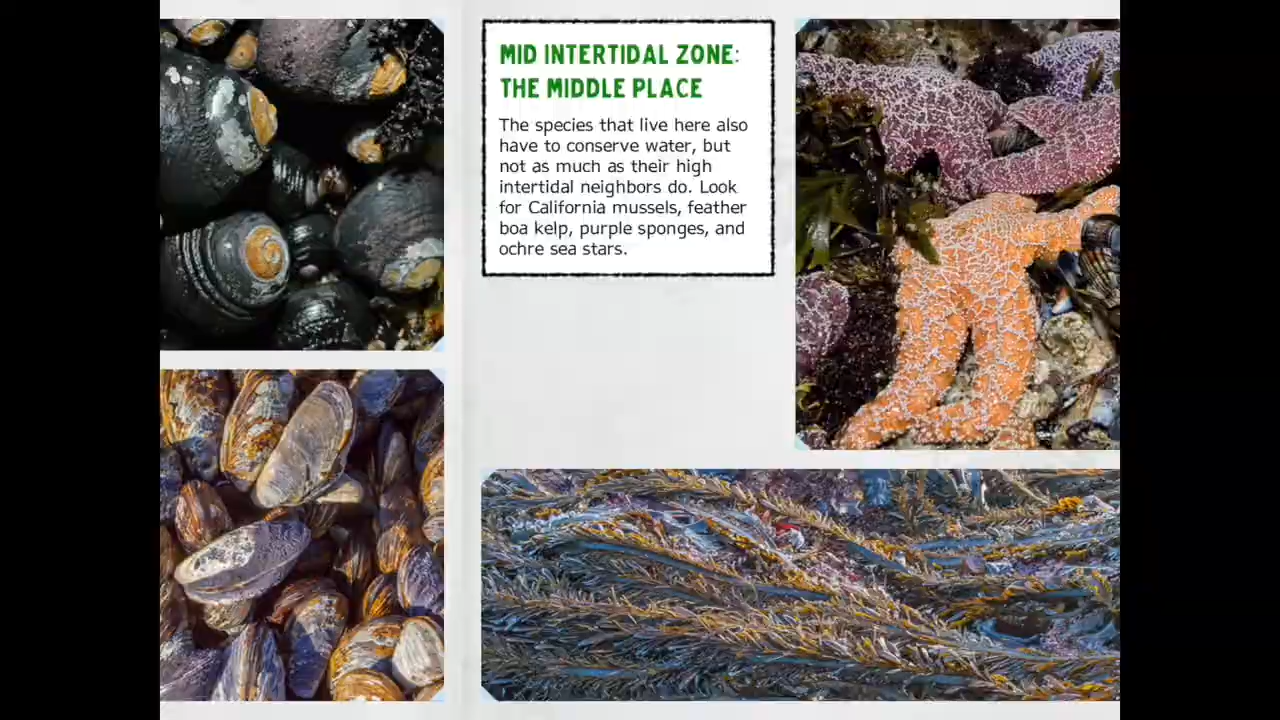 MID INTERTIDAL ZONE:
THE MIDDLE PLACE
The species that live here also
have to conserve water, but
not as much as their high
intertidal neighbors do. Look
for California mussels, feather
boa kelp, purple sponges, and
ochre sea stars.